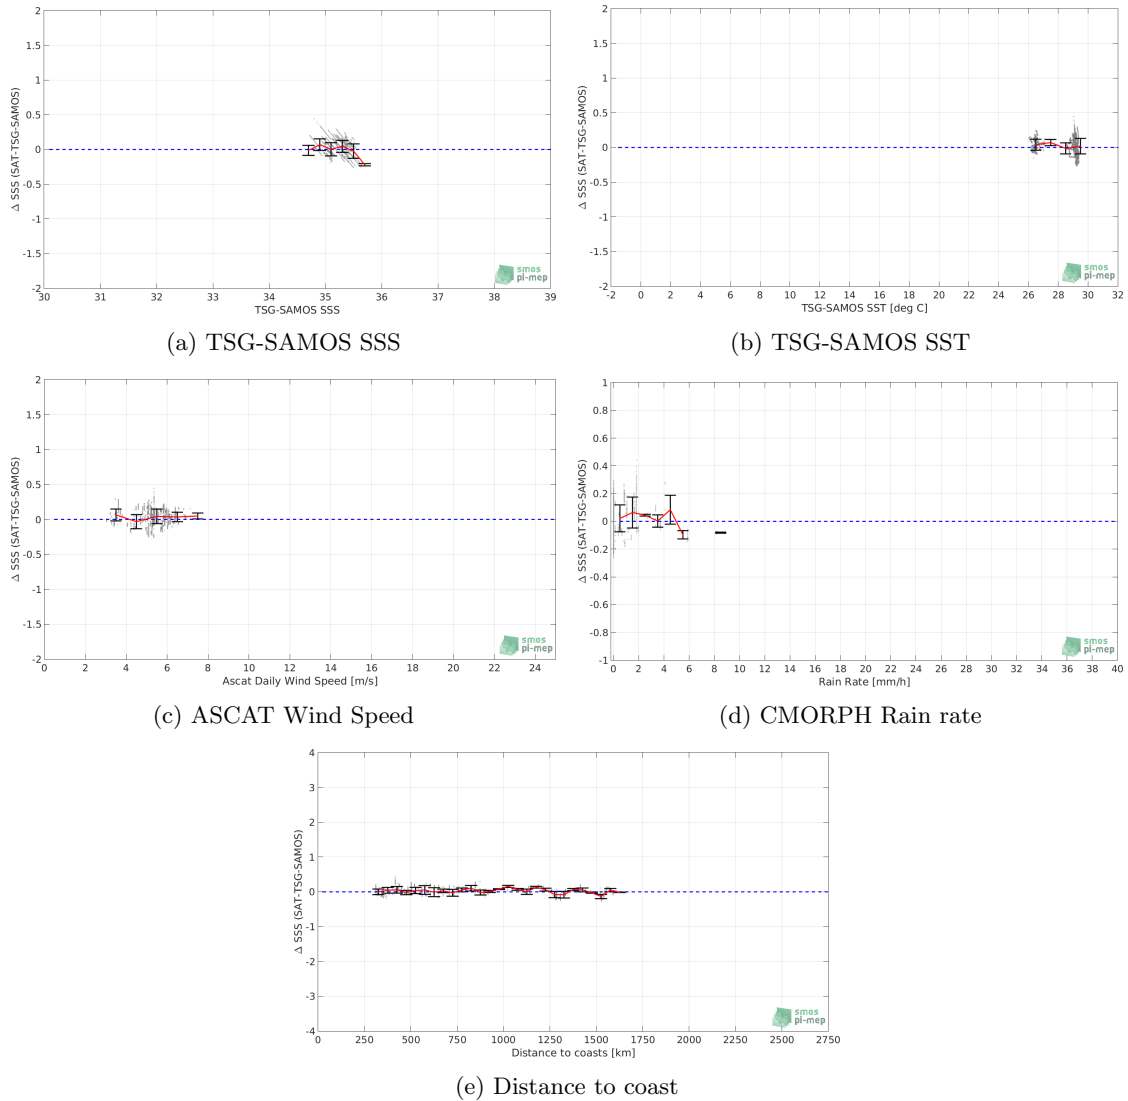 2
1.5
1
0.5
0
-0.5
-1
-1.5
-2
Δ SSS (SAT-TSG-SAMOS)
30 31 32 33 34 35 36 37 38 39
TSG-SAMOS SSS
smos
pi-mep
(a) TSG-SAMOS SSS
2
1.5
1
0.5
0
-0.5
-1
-1.5
-2
Δ SSS (SAT-TSG-SAMOS)
-2 0 2 4 6 8 10 12 14 16 18 20 22 24 26 28 30 32
TSG-SAMOS SST [deg C]
smos
pi-mep
(b) TSG-SAMOS SST
2
1.5
1
0.5
0
-0.5
-1
-1.5
-2
Δ SSS (SAT-TSG-SAMOS)
0 2 4 6 8 10 12 14 16 18 20 22 24
Ascat Daily Wind Speed [m/s]
smos
pi-mep
(c) ASCAT Wind Speed
1
0.8
0.6
0.4
0.2
0
-0.2
-0.4
-0.6
-0.8
-1
Δ SSS (SAT-TSG-SAMOS)
0 2 4 6 8 10 12 14 16 18 20 22 24 26 28 30 32 34 36 38 40
Rain Rate [mm/h]
smos
pi-mep
(d) CMORPH Rain rate
4
3
2
1
0
-1
-2
-3
-4
Δ SSS (SAT-TSG-SAMOS)
0 250 500 750 1000 1250 1500 1750 2000 2250 2500 2750
Distance to coasts [km]
smos
pi-mep
(e) Distance to coast